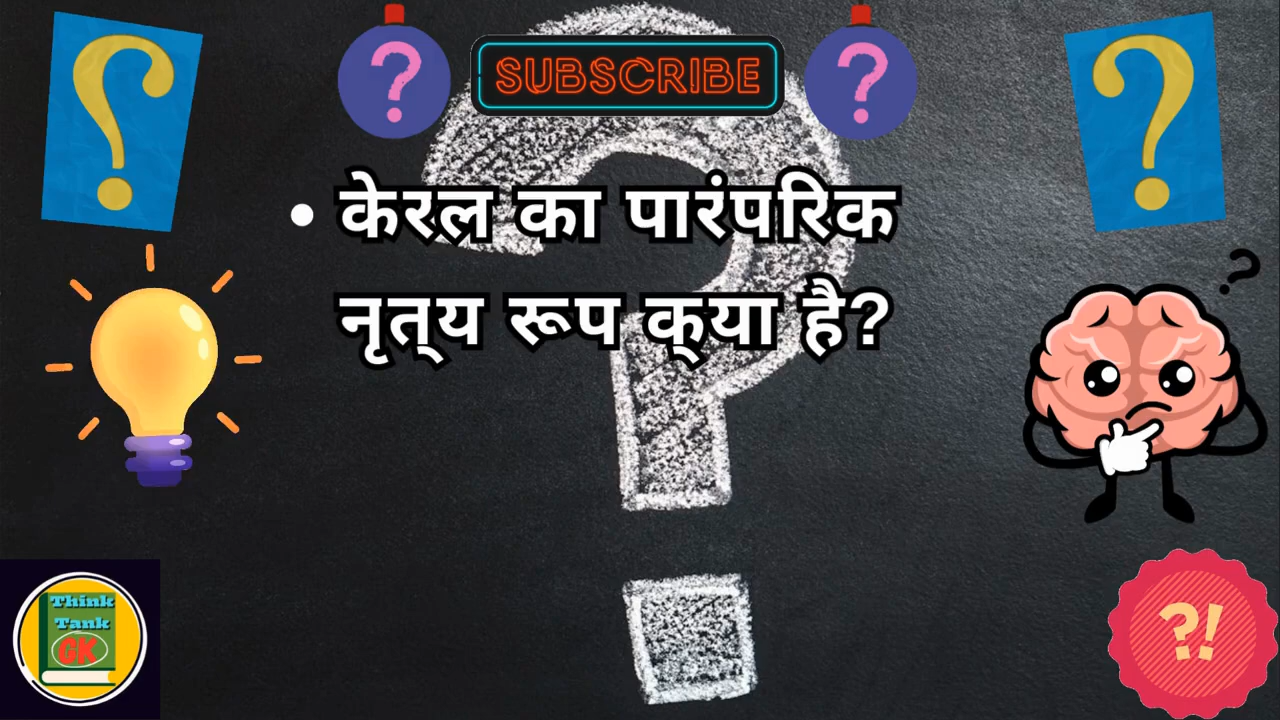 SUBSCRIBE
• केरल का पारंपरिक
नृत्य रूप क्या है?
Think
Tank
GK
?!